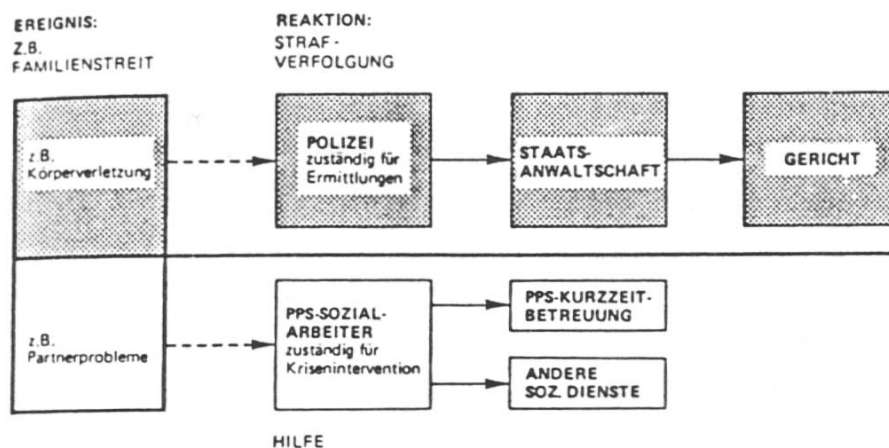 EREIGNIS:
Z.B.
FAMILIENSTREIT
REAKTION:
STRAF-
VERFOLGUNG
z.B.
Körperverletzung
POLIZEI
zuständig für
Ermittlungen
STAATS-
ANWALTSCHAFT
GERICHT
z.B.
Partnerprobleme
PPS-SOZIAL-
ARBEITER
zuständig für
Krisenintervention
PPS-KURZZEIT-
BETREUUNG
ANDERE
SOZ. DIENSTE
HILFE